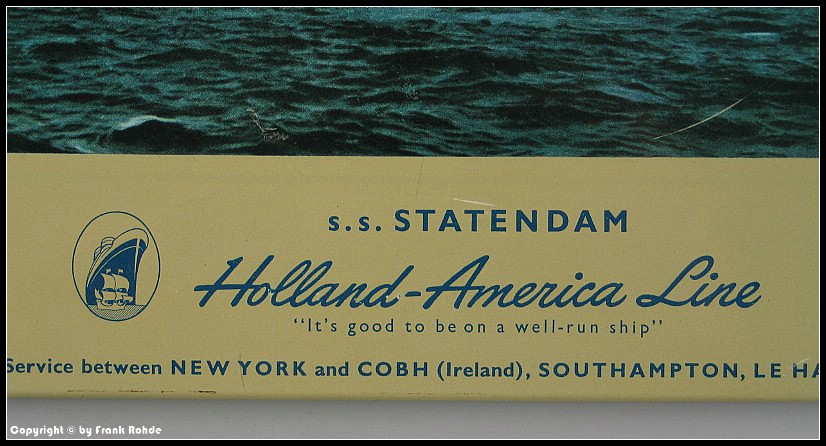 s.s. STATENDAM
Holland-America Line
“It's good to be on a well-run ship”
Service between NEW YORK and COBH (Ireland), SOUTHAMPTON, LE
Copyright © by Frank Rohde